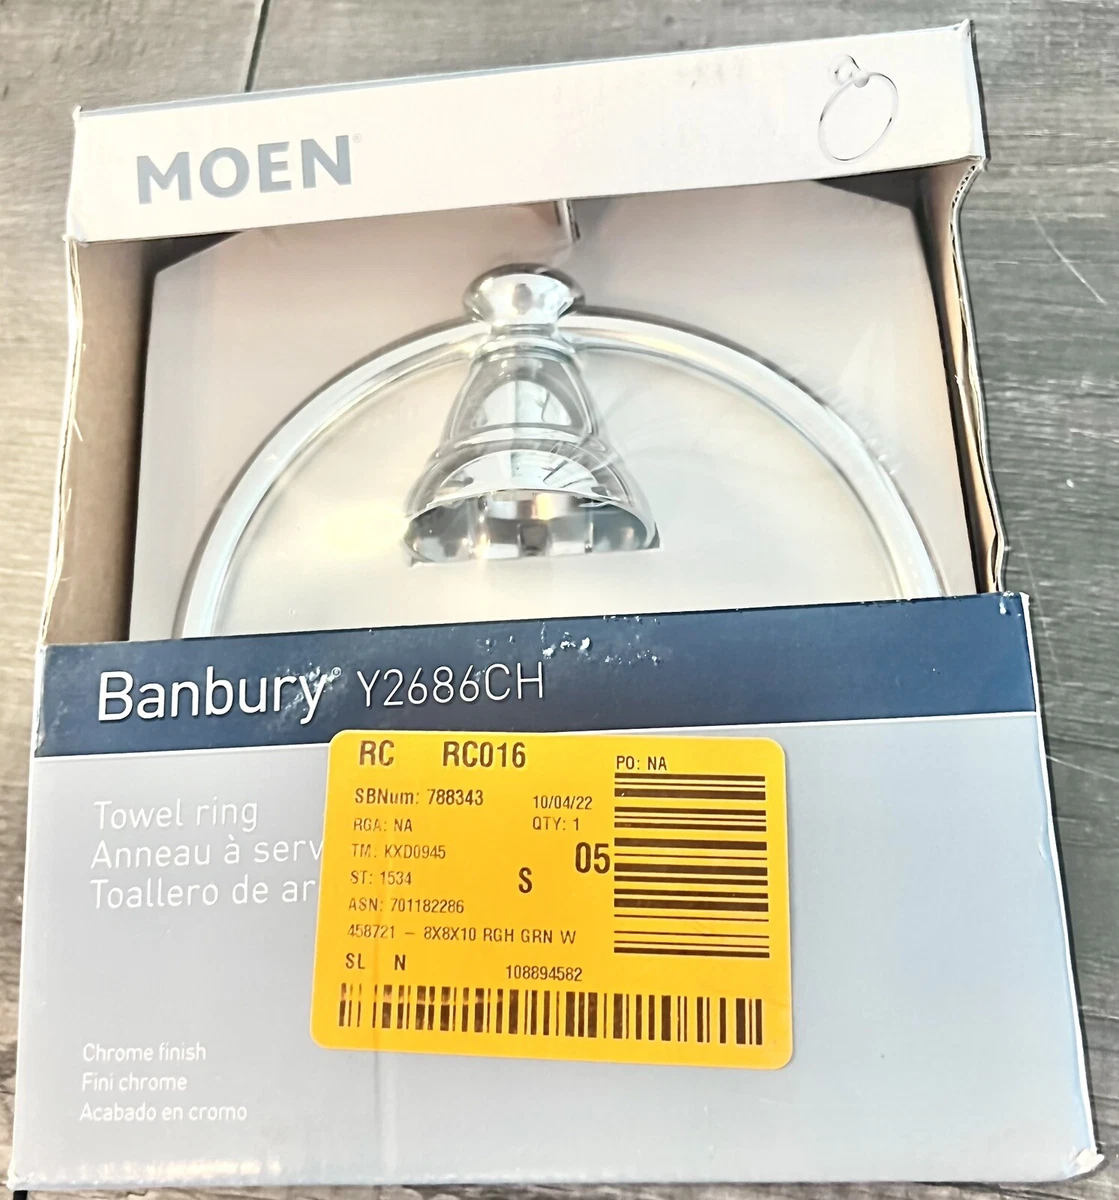 MOEN®
Banbury® Y2686CH
Towel ring
Anneau à serv
Toallero de ar
RC RC016
PO: NA
SBNum: 788343 10/04/22
RGA: NA QTY: 1
TM: KXD0945
05
ST: 1534 S
ASN: 701182286
458721 - 8X8X10 RGH GRN W
SL N 108894582
Chrome finish
Fini chrome
Acabado en cromo